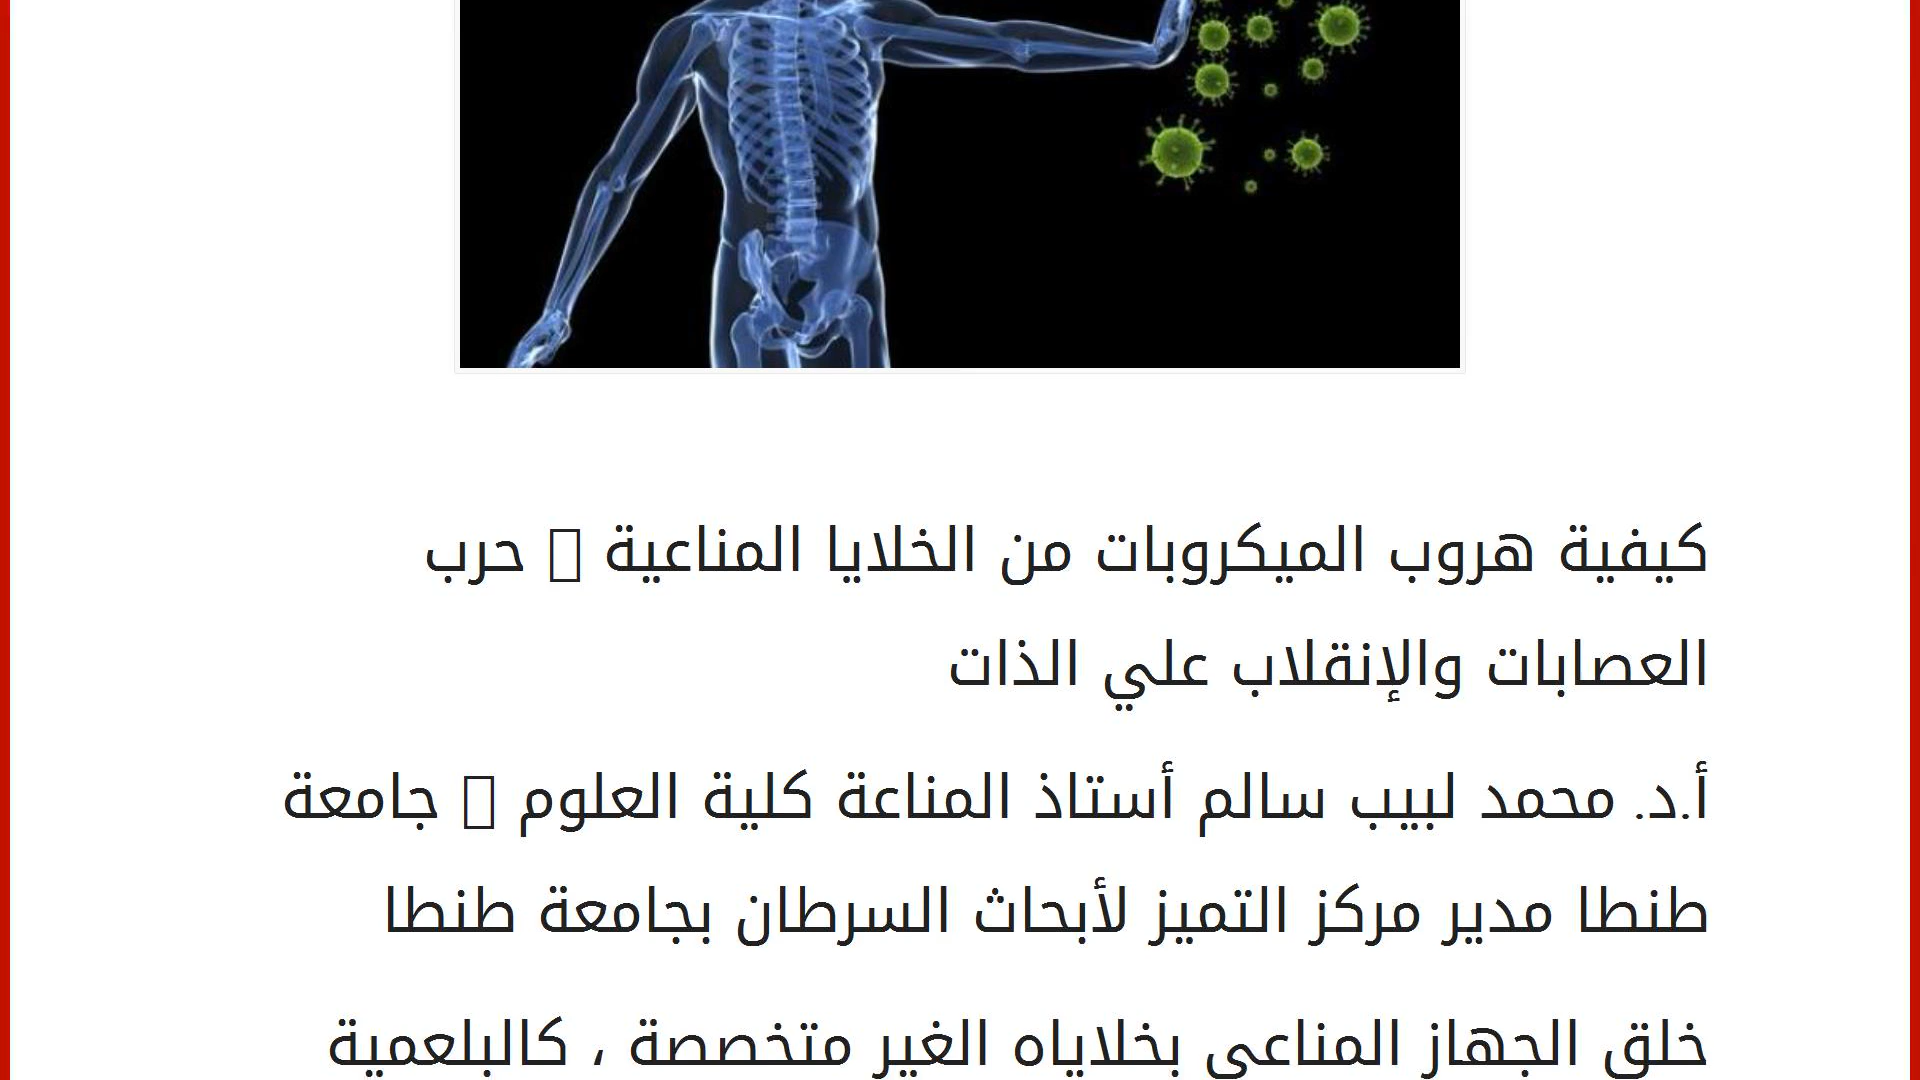 كيفية هروب الميكروبات من الخلايا المناعية ▯ حرب
العصابات والإنقلاب علي الذات
أ.د. محمد لبيب سالم أستاذ المناعة كلية العلوم ▯ جامعة
طنطا مدير مركز التميز لأبحاث السرطان بجامعة طنطا
خلق الجهاز المناعى بخلاياه الغير متخصصة ، كالبلعمية